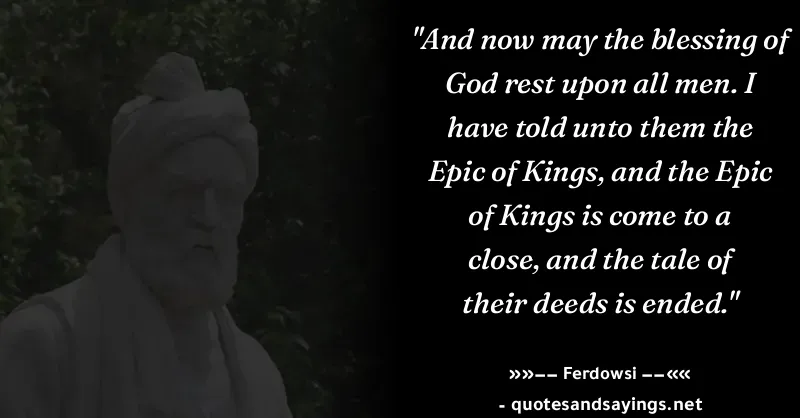 "And now may the blessing of
God rest upon all men. I
have told unto them the
Epic of Kings, and the Epic
of Kings is come to a
close, and the tale of
their deeds is ended."
»»–– Ferdowsi ––««
- quotesandsayings.net